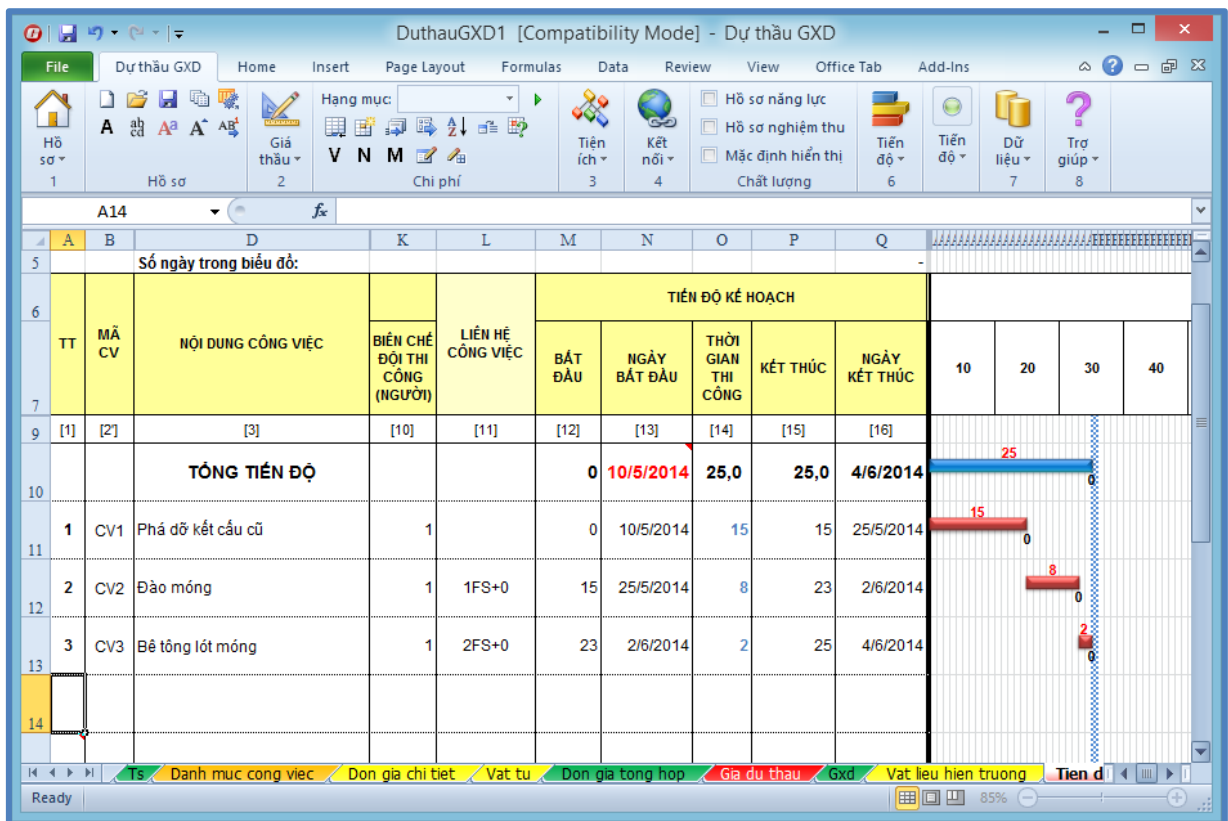 DuthauGXD1 [Compatibility Mode] - Dự thầu GXD
File Dự thầu GXD Home Insert Page Layout Formulas Data Review View Office Tab Add-Ins
Hồ sơ
1
Hồ sơ
Giá thầu
2
Hạng mục:
V N M
Chi phí
Tiện ích
3
Kết nối
4
Hồ sơ năng lực
Hồ sơ nghiệm thu
Mặc định hiển thị
Chất lượng
Tiến độ
6
Tiến độ
Dữ liệu
7
Trợ giúp
8
A14 fx
A B D K L M N O P Q
5 Số ngày trong biểu đồ: -
6 TIẾN ĐỘ KẾ HOẠCH
TT MÃ CV NỘI DUNG CÔNG VIỆC BIÊN CHẾ ĐỘI THI CÔNG (NGƯỜI) LIÊN HỆ CÔNG VIỆC BẮT ĐẦU NGÀY BẮT ĐẦU THỜI GIAN THI CÔNG KẾT THÚC NGÀY KẾT THÚC 10 20 30 40
7
9 [1] [2'] [3] [10] [11] [12] [13] [14] [15] [16]
10 TỔNG TIẾN ĐỘ 0 10/5/2014 25,0 25,0 4/6/2014 25 0
11 1 CV1 Phá dỡ kết cấu cũ 1 0 10/5/2014 15 15 25/5/2014 15 0
12 2 CV2 Đào móng 1 1FS+0 15 25/5/2014 8 23 2/6/2014 8 0
13 3 CV3 Bê tông lót móng 1 2FS+0 23 2/6/2014 2 25 4/6/2014 2 0
14
Ts Danh muc cong viec Don gia chi tiet Vat tu Don gia tong hop Gia du thau Gxd Vat lieu hien truong Tien d
Ready 85%